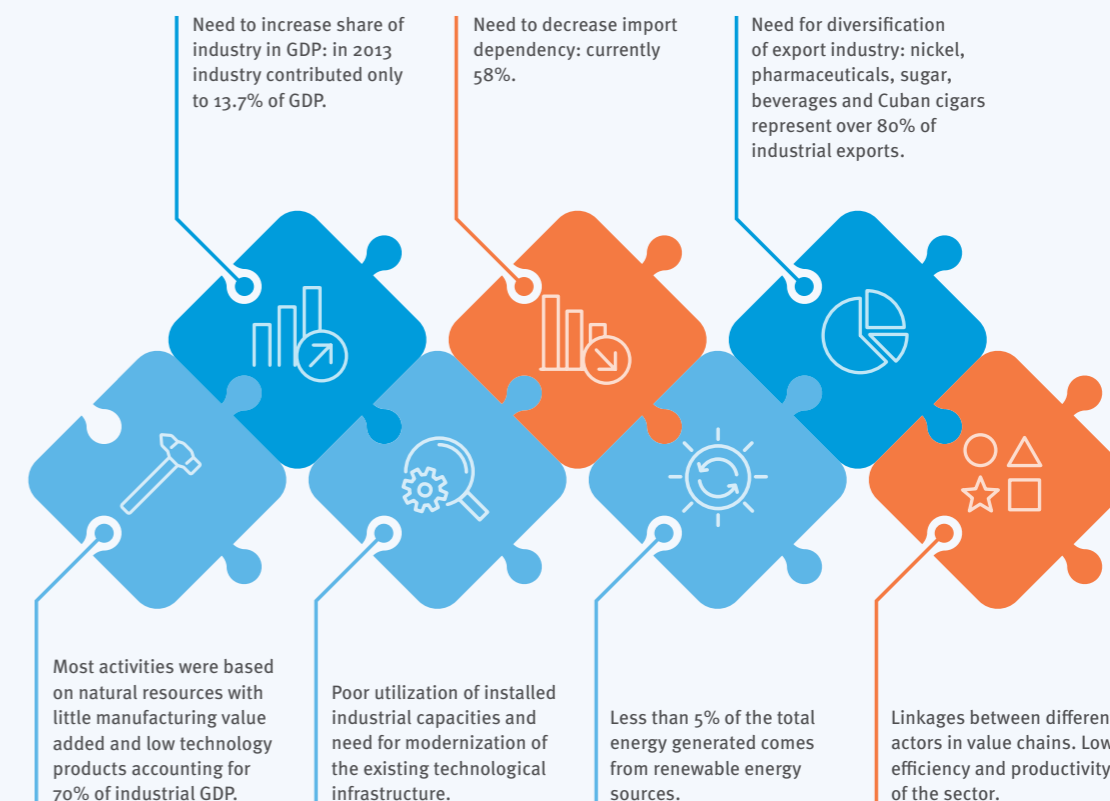 Need to increase share of
industry in GDP: in 2013
industry contributed only
to 13.7% of GDP.
Need to decrease import
dependency: currently
58%.
Need for diversification
of export industry: nickel,
pharmaceuticals, sugar,
beverages and Cuban cigars
represent over 80% of
industrial exports.
Most activities were based
on natural resources with
little manufacturing value
added and low technology
products accounting for
70% of industrial GDP.
Poor utilization of installed
industrial capacities and
need for modernization of
the existing technological
infrastructure.
Less than 5% of the total
energy generated comes
from renewable energy
sources.
Linkages between differen
actors in value chains. Low
efficiency and productivity
of the sector.